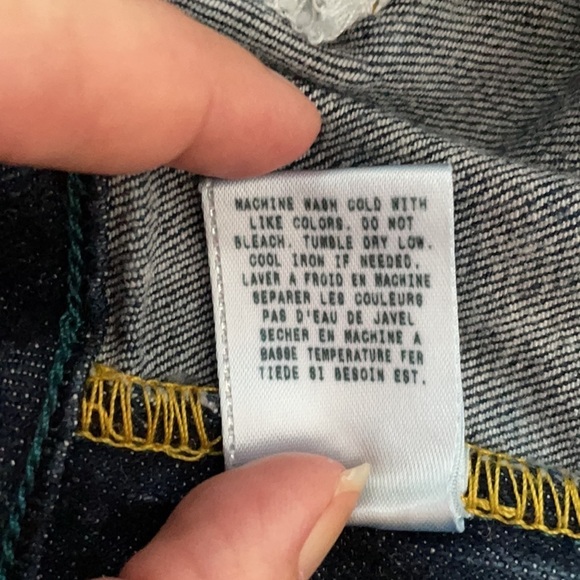 MACHINE WASH COLD WITH
LIKE COLORS. DO NOT
BLEACH. TUMBLE DRY LOW.
COOL IRON IF NEEDED.
LAVER A FROID EN MACHINE
SEPARER LES COULEURS
PAS D'EAU DE JAVEL
SECHER EN MACHINE A
BASSE TEMPERATURE FER
TIEDE SI BESOIN EST.